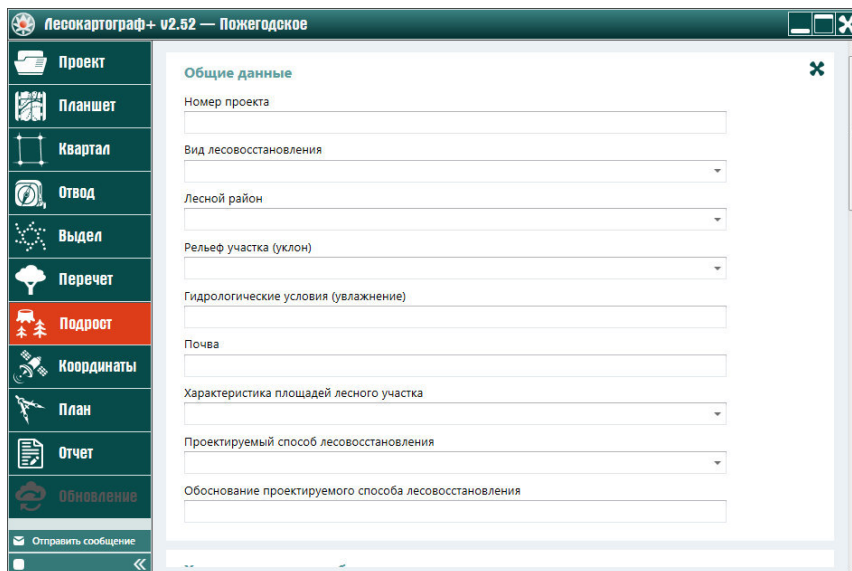 Лесокартограф+ v2.52 — Пожегодское
Проект
Планшет
Квартал
Отвод
Выдел
Перечет
Подрост
Координаты
План
Отчет
Обновление
Отправить сообщение
Общие данные
Номер проекта
Вид лесовосстановления
Лесной район
Рельеф участка (уклон)
Гидрологические условия (увлажнение)
Почва
Характеристика площадей лесного участка
Проектируемый способ лесовосстановления
Обоснование проектируемого способа лесовосстановления